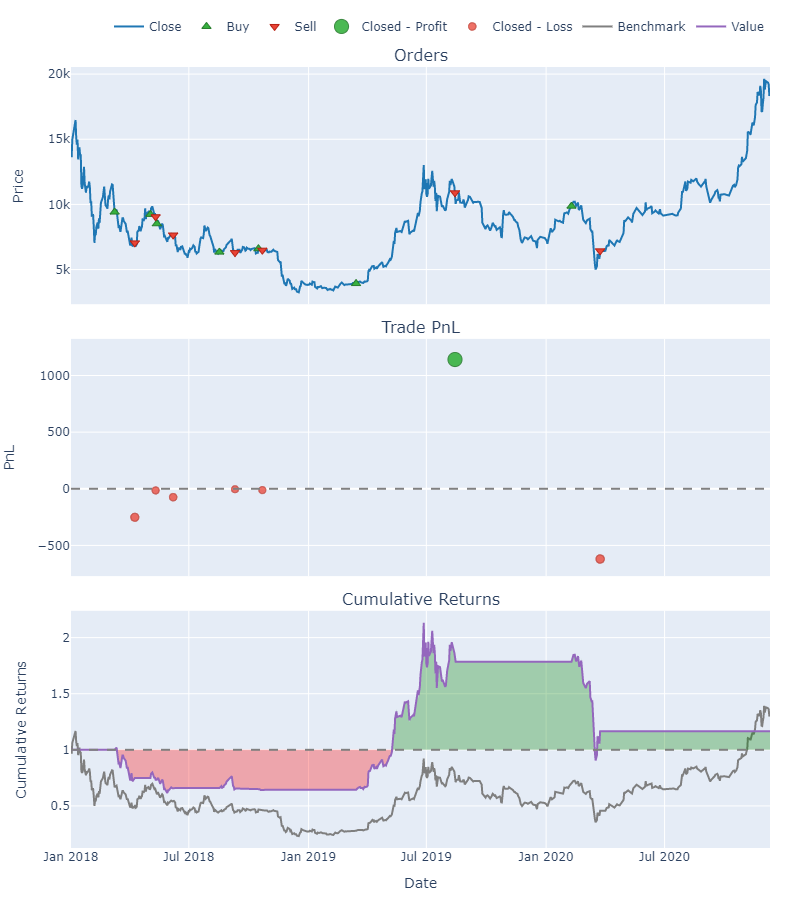 Close Buy Sell Closed - Profit Closed - Loss Benchmark Value
Orders
20k
15k
10k
5k
Price
Trade PnL
1000
500
0
−500
PnL
Cumulative Returns
2
1.5
1
0.5
Cumulative Returns
Jan 2018 Jul 2018 Jan 2019 Jul 2019 Jan 2020 Jul 2020
Date